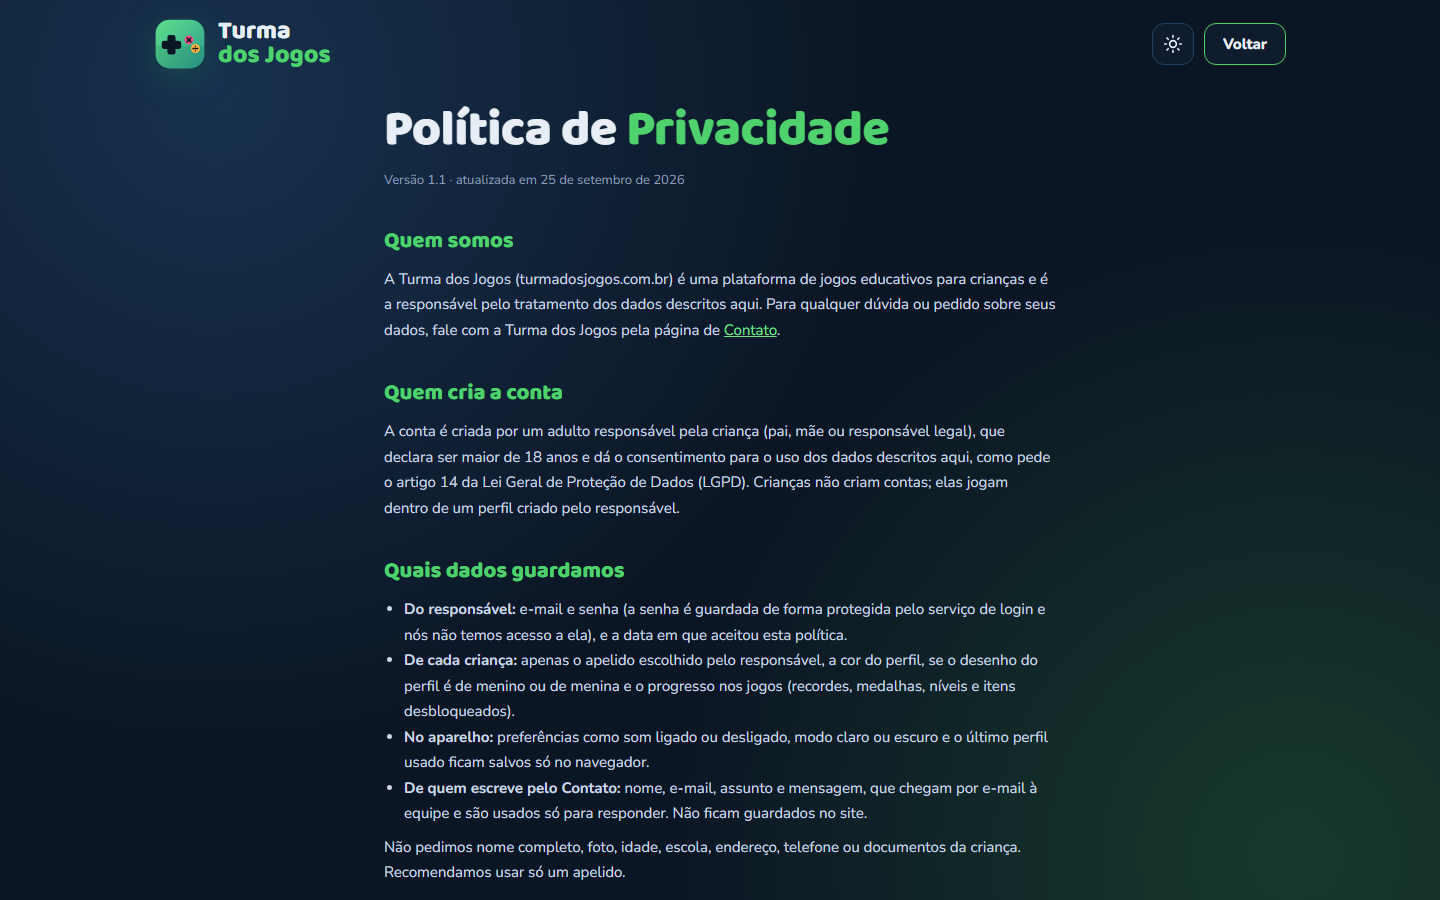 Turma
dos Jogos
Voltar
Política de Privacidade
Versão 1.1 · atualizada em 25 de setembro de 2026
Quem somos
A Turma dos Jogos (turmadosjogos.com.br) é uma plataforma de jogos educativos para crianças e é
a responsável pelo tratamento dos dados descritos aqui. Para qualquer dúvida ou pedido sobre seus
dados, fale com a Turma dos Jogos pela página de Contato.
Quem cria a conta
A conta é criada por um adulto responsável pela criança (pai, mãe ou responsável legal), que
declara ser maior de 18 anos e dá o consentimento para o uso dos dados descritos aqui, como pede
o artigo 14 da Lei Geral de Proteção de Dados (LGPD). Crianças não criam contas; elas jogam
dentro de um perfil criado pelo responsável.
Quais dados guardamos
• Do responsável: e-mail e senha (a senha é guardada de forma protegida pelo serviço de login e
nós não temos acesso a ela), e a data em que aceitou esta política.
• De cada criança: apenas o apelido escolhido pelo responsável, a cor do perfil, se o desenho do
perfil é de menino ou de menina e o progresso nos jogos (recordes, medalhas, níveis e itens
desbloqueados).
• No aparelho: preferências como som ligado ou desligado, modo claro ou escuro e o último perfil
usado ficam salvos só no navegador.
• De quem escreve pelo Contato: nome, e-mail, assunto e mensagem, que chegam por e-mail à
equipe e são usados só para responder. Não ficam guardados no site.
Não pedimos nome completo, foto, idade, escola, endereço, telefone ou documentos da criança.
Recomendamos usar só um apelido.